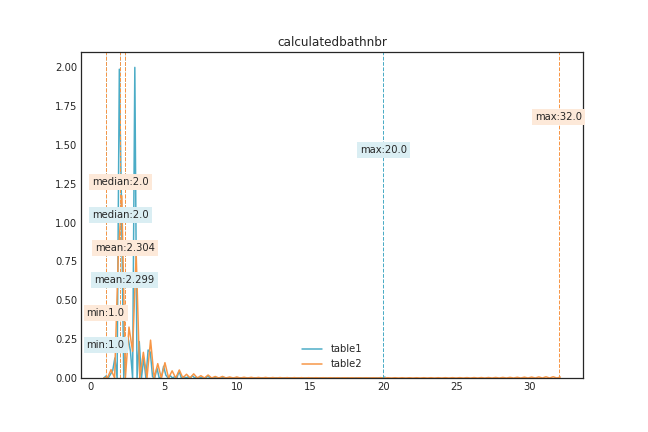 calculatedbathnbr
2.00
1.75
1.50
1.25
1.00
0.75
0.50
0.25
0.00
max:32.0
max:20.0
median:2.0
median:2.0
mean:2.304
mean:2.299
min:1.0
min:1.0
table1
table2
0 5 10 15 20 25 30